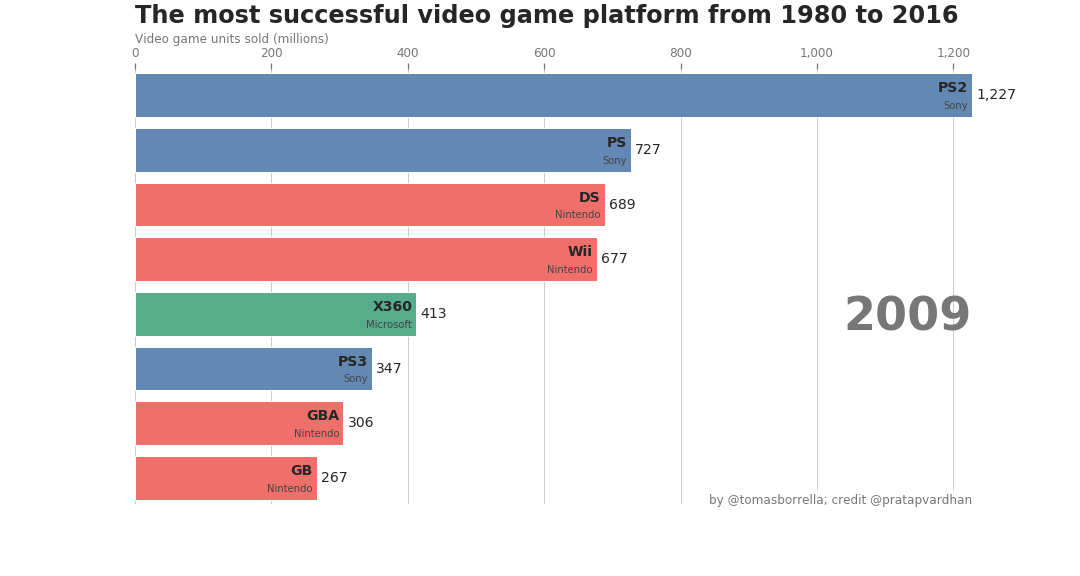 The most successful video game platform from 1980 to 2016
Video game units sold (millions)
0 200 400 600 800 1,000 1,200
PS2
Sony
1,227
PS
Sony
727
DS
Nintendo
689
Wii
Nintendo
677
X360
Microsoft
413
2009
PS3
Sony
347
GBA
Nintendo
306
GB
Nintendo
267
by @tomasborrella; credit @pratapvardhan